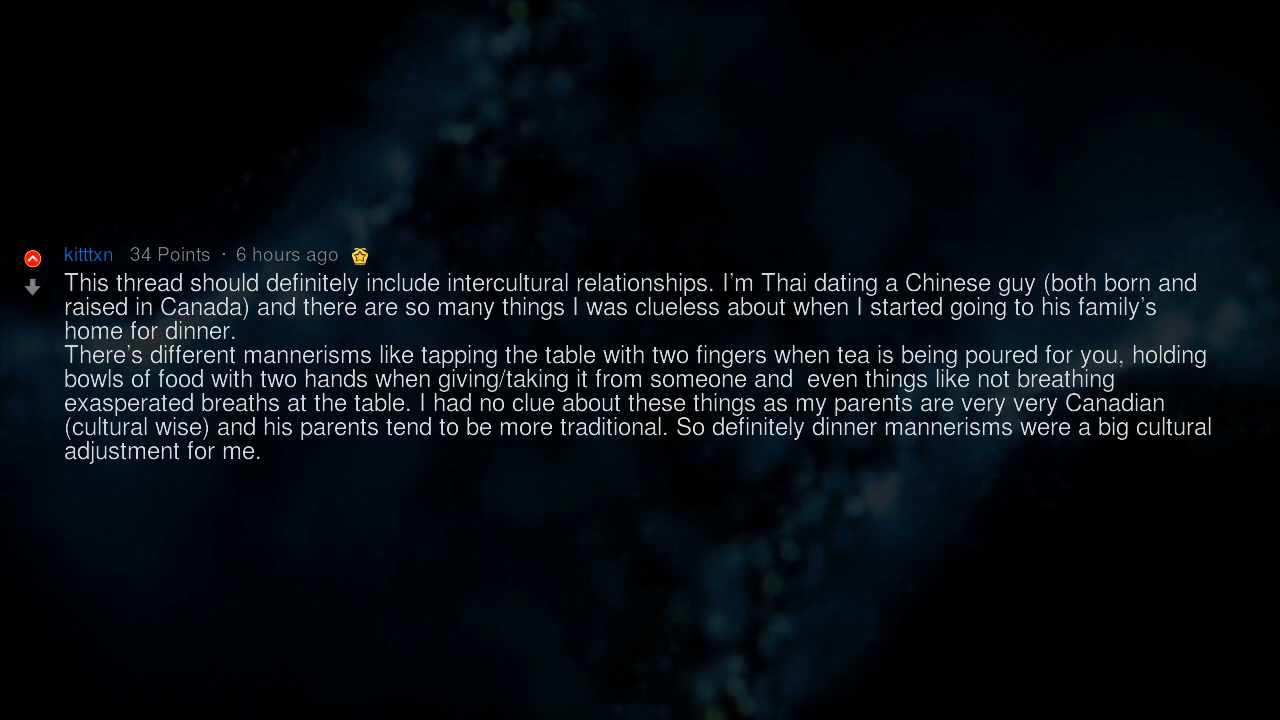 kitttxn 34 Points · 6 hours ago
This thread should definitely include intercultural relationships. I'm Thai dating a Chinese guy (both born and
raised in Canada) and there are so many things I was clueless about when I started going to his family's
home for dinner.
There's different mannerisms like tapping the table with two fingers when tea is being poured for you, holding
bowls of food with two hands when giving/taking it from someone and  even things like not breathing
exasperated breaths at the table. I had no clue about these things as my parents are very very Canadian
(cultural wise) and his parents tend to be more traditional. So definitely dinner mannerisms were a big cultural
adjustment for me.